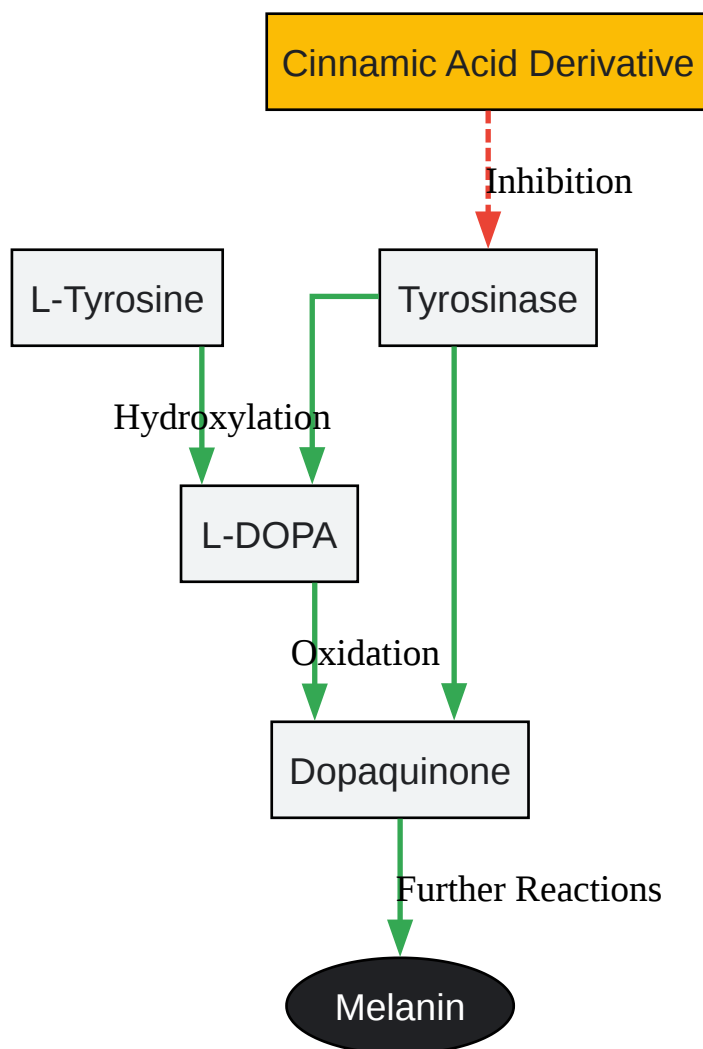 Cinnamic Acid Derivative
Inhibition
L-Tyrosine
Tyrosinase
Hydroxylation
L-DOPA
Oxidation
Dopaquinone
Further Reactions
Melanin